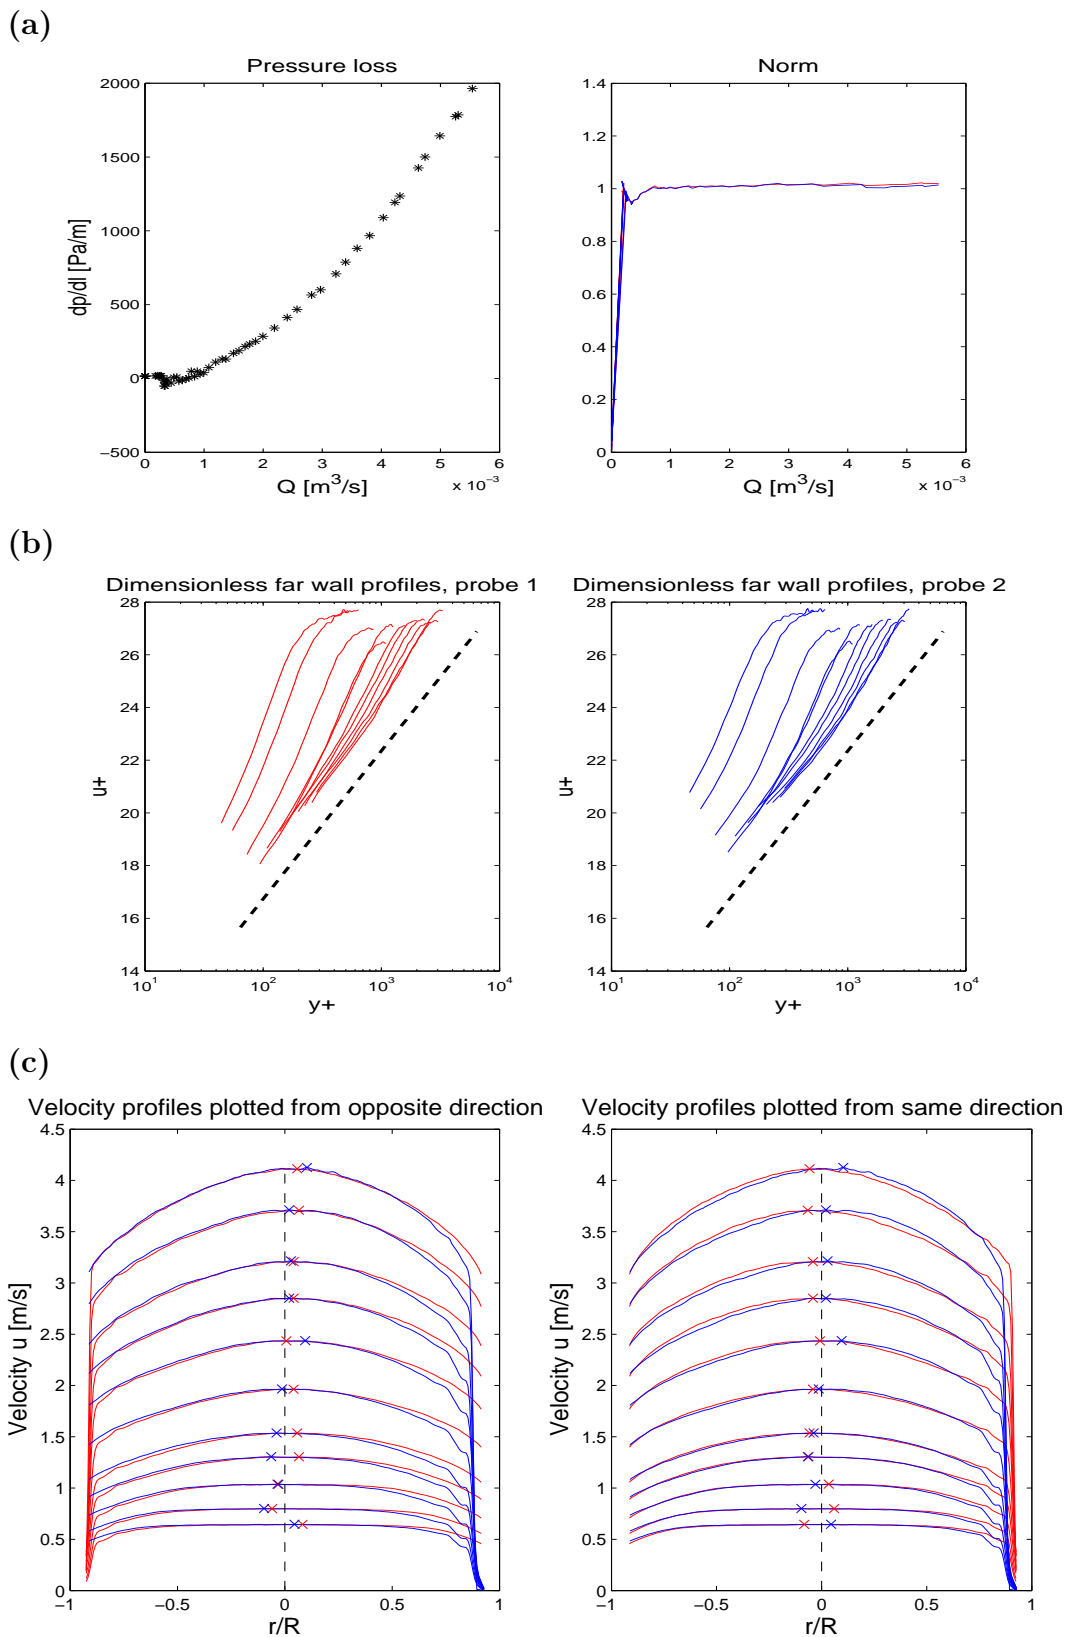 (a)
Pressure loss
Norm
2000
1500
1000
500
0
−500
dp/dl [Pa/m]
0 1 2 3 4 5 6
Q [m³/s]
x 10⁻³
1.4
1.2
1
0.8
0.6
0.4
0.2
0
0 1 2 3 4 5 6
Q [m³/s]
x 10⁻³
(b)
Dimensionless far wall profiles, probe 1
Dimensionless far wall profiles, probe 2
28
26
24
22
20
18
16
14
u+
10¹ 10² 10³ 10⁴
y+
28
26
24
22
20
18
16
14
u+
10¹ 10² 10³ 10⁴
y+
(c)
Velocity profiles plotted from opposite direction
Velocity profiles plotted from same direction
4.5
4
3.5
3
2.5
2
1.5
1
0.5
0
Velocity u [m/s]
−1 −0.5 0 0.5 1
r/R
4.5
4
3.5
3
2.5
2
1.5
1
0.5
0
Velocity u [m/s]
−1 −0.5 0 0.5 1
r/R